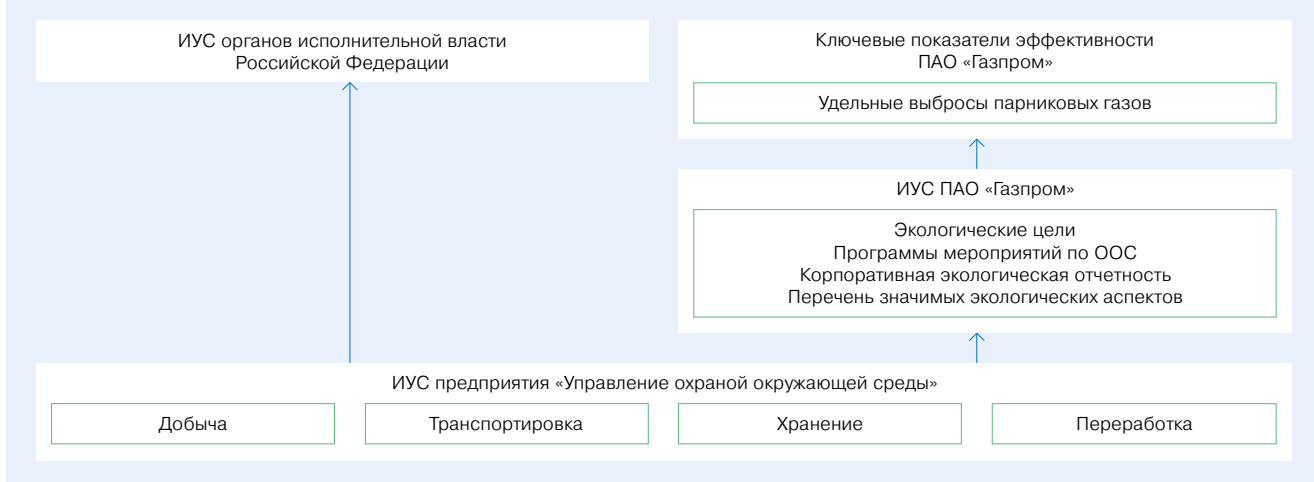 ИУС органов исполнительной власти
Российской Федерации
Ключевые показатели эффективности
ПАО «Газпром»
Удельные выбросы парниковых газов
ИУС ПАО «Газпром»
Экологические цели
Программы мероприятий по ООС
Корпоративная экологическая отчетность
Перечень значимых экологических аспектов
ИУС предприятия «Управление охраной окружающей среды»
Добыча
Транспортировка
Хранение
Переработка